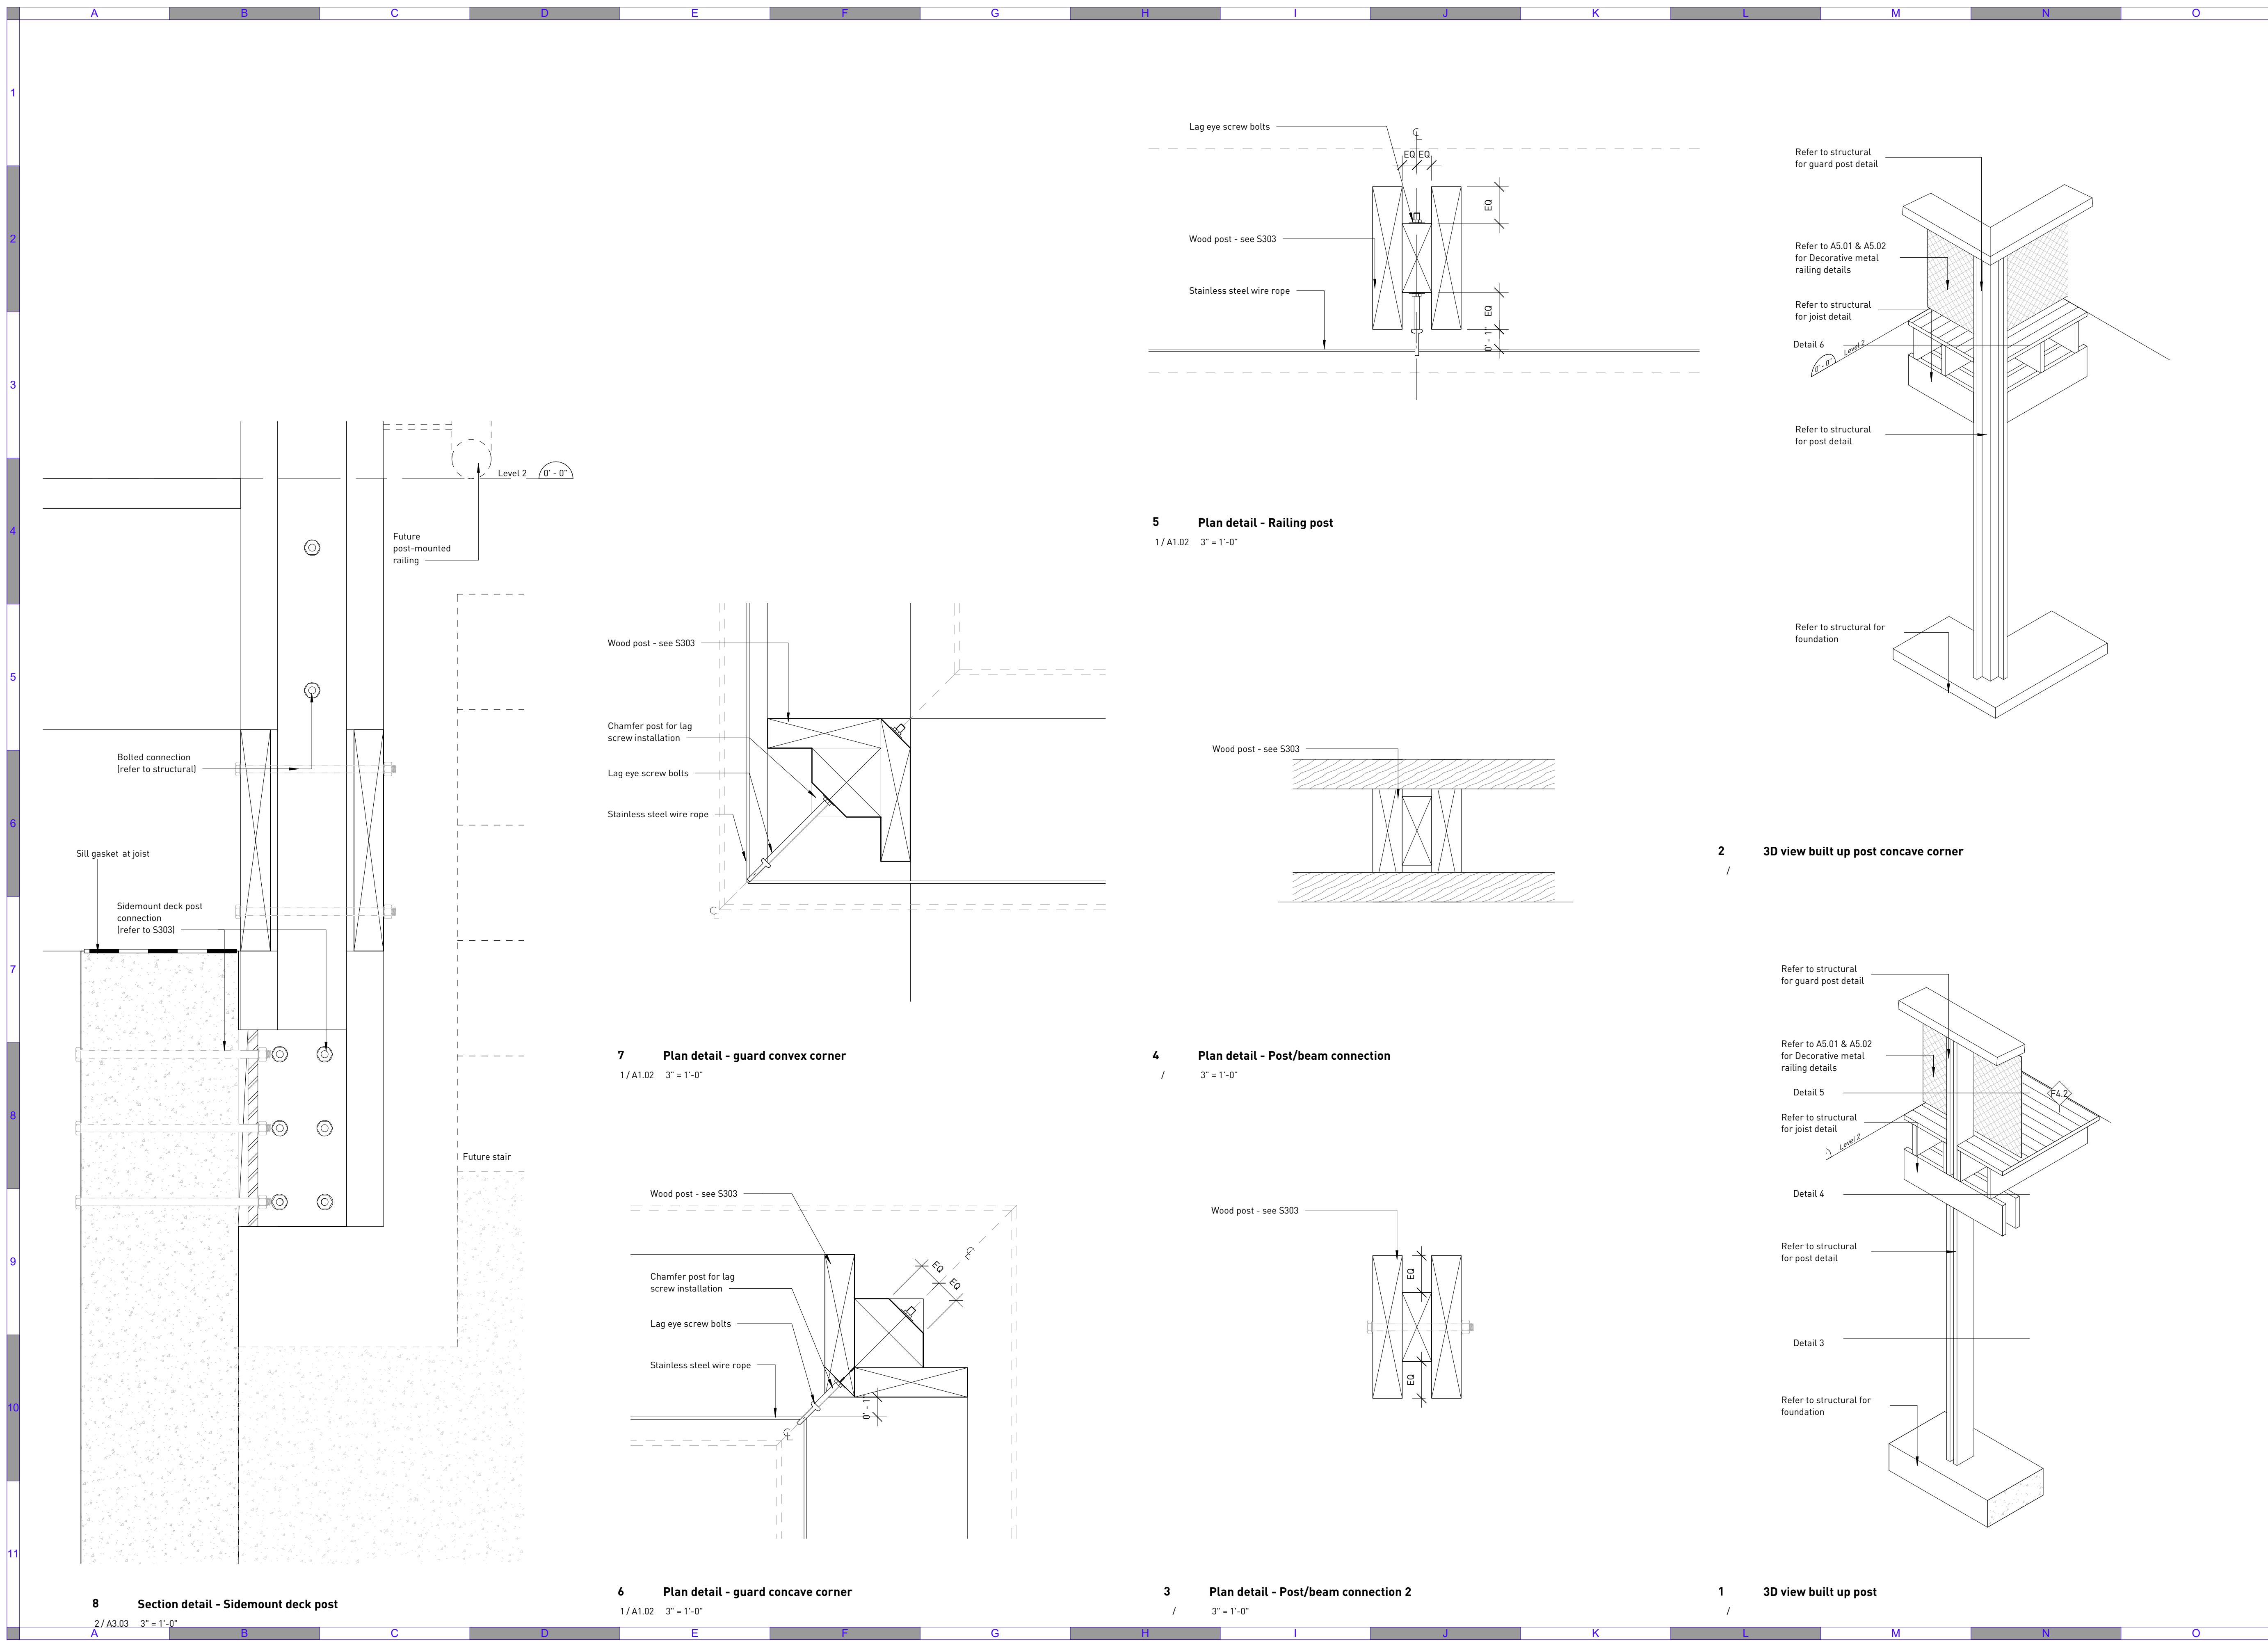 A B C D E F G H I J K L M N O
1
2
3
4
5
6
7
8
9
10
11
Level 2
0' - 0"
Future
post-mounted
railing
Bolted connection
(refer to structural)
Sill gasket at joist
Sidemount deck post
connection
(refer to S303)
Future stair
8 Section detail - Sidemount deck post
2 / A3.03 3" = 1'-0"
Wood post - see S303
Chamfer post for lag
screw installation
Lag eye screw bolts
Stainless steel wire rope
CL
7 Plan detail - guard convex corner
1 / A1.02 3" = 1'-0"
Wood post - see S303
Chamfer post for lag
screw installation
Lag eye screw bolts
Stainless steel wire rope
CL
EQ
EQ
0' - 1"
CL
6 Plan detail - guard concave corner
1 / A1.02 3" = 1'-0"
Lag eye screw bolts
CL
EQ EQ
EQ
Wood post - see S303
Stainless steel wire rope
EQ
0' - 1"
5 Plan detail - Railing post
1 / A1.02 3" = 1'-0"
Wood post - see S303
4 Plan detail - Post/beam connection
/ 3" = 1'-0"
Wood post - see S303
EQ
EQ
3 Plan detail - Post/beam connection 2
/ 3" = 1'-0"
Refer to structural
for guard post detail
Refer to A5.01 & A5.02
for Decorative metal
railing details
Refer to structural
for joist detail
Detail 6
Level 2
0' - 0"
Refer to structural
for post detail
Refer to structural for
foundation
2 3D view built up post concave corner
/
Refer to structural
for guard post detail
Refer to A5.01 & A5.02
for Decorative metal
railing details
Detail 5
F4.2
Refer to structural
for joist detail
Level 2
Detail 4
Refer to structural
for post detail
Detail 3
Refer to structural for
foundation
1 3D view built up post
/
A B C D E F G H I J K L M N O